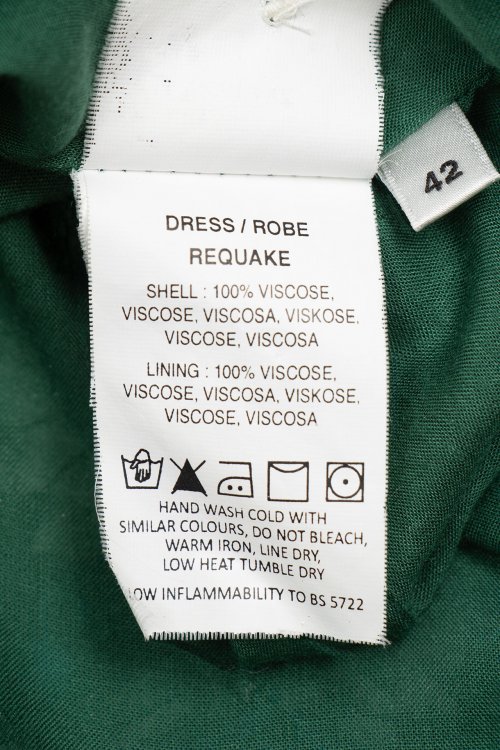 42
DRESS / ROBE
REQUAKE
SHELL : 100% VISCOSE,
VISCOSE, VISCOSA, VISKOSE,
VISCOSE, VISCOSA
LINING : 100% VISCOSE,
VISCOSE, VISCOSA, VISKOSE,
VISCOSE, VISCOSA
HAND WASH COLD WITH
SIMILAR COLOURS, DO NOT BLEACH,
WARM IRON, LINE DRY,
LOW HEAT TUMBLE DRY
LOW INFLAMMABILITY TO BS 5722